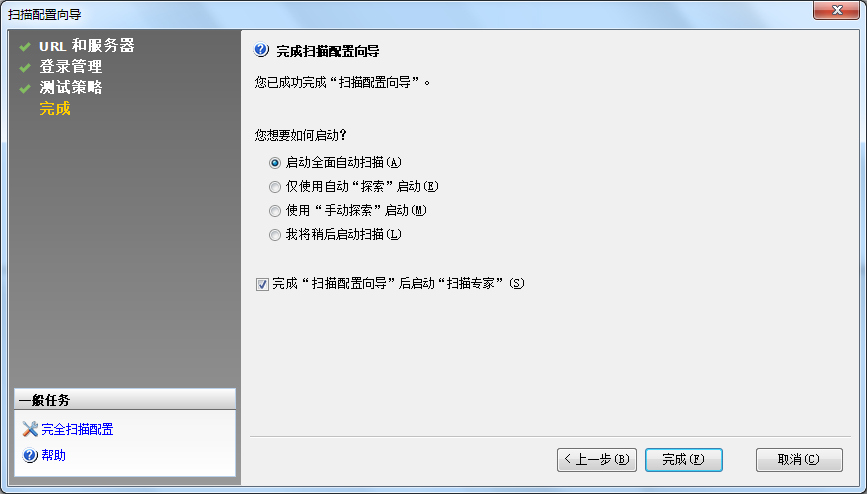 扫描配置向导
URL 和服务器
登录管理
测试策略
完成
完成扫描配置向导
您已成功完成“扫描配置向导”。
您想要如何启动?
启动全面自动扫描(A)
仅使用自动“探索”启动(E)
使用“手动探索”启动(M)
我将稍后启动扫描(L)
完成“扫描配置向导”后启动“扫描专家”(S)
一般任务
完全扫描配置
帮助
< 上一步(B)
完成(F)
取消(C)